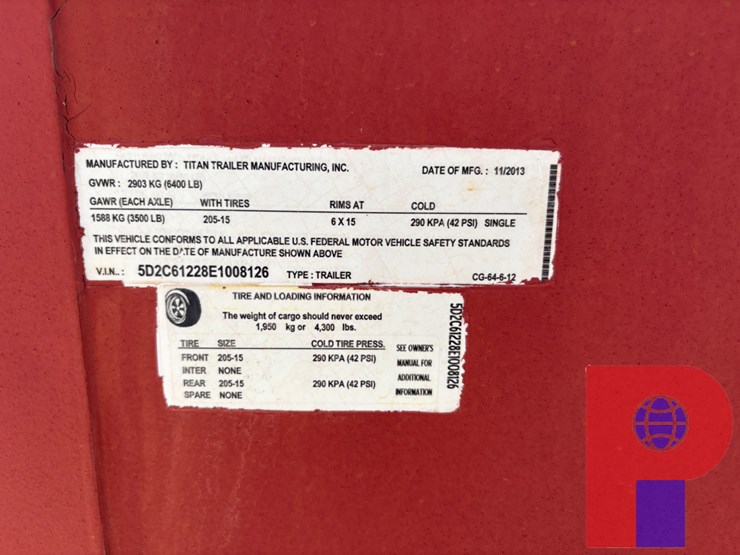 MANUFACTURED BY : TITAN TRAILER MANUFACTURING, INC. DATE OF MFG. : 11/2013
GVWR : 2903 KG (6400 LB)
GAWR (EACH AXLE) WITH TIRES RIMS AT COLD
1588 KG (3500 LB) 205-15 6 X 15 290 KPA (42 PSI) SINGLE
THIS VEHICLE CONFORMS TO ALL APPLICABLE U.S. FEDERAL MOTOR VEHICLE SAFETY STANDARDS
IN EFFECT ON THE DATE OF MANUFACTURE SHOWN ABOVE
V.I.N.: 5D2C61228E1008126 TYPE : TRAILER CG-64-6-12
TIRE AND LOADING INFORMATION
The weight of cargo should never exceed
1,950 kg or 4,300 lbs.
TIRE SIZE COLD TIRE PRESS.
FRONT 205-15 290 KPA (42 PSI)
INTER NONE
REAR 205-15 290 KPA (42 PSI)
SPARE NONE
SEE OWNER'S
MANUAL FOR
ADDITIONAL
INFORMATION
5D2C61228E1008126